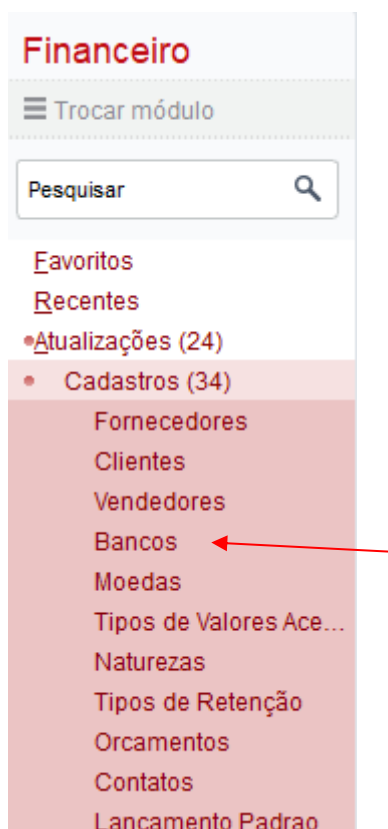 Financeiro
Trocar módulo
Pesquisar
Favoritos
Recentes
Atualizações (24)
Cadastros (34)
Fornecedores
Clientes
Vendedores
Bancos
Moedas
Tipos de Valores Ace...
Naturezas
Tipos de Retenção
Orcamentos
Contatos
Lancamento Padrao